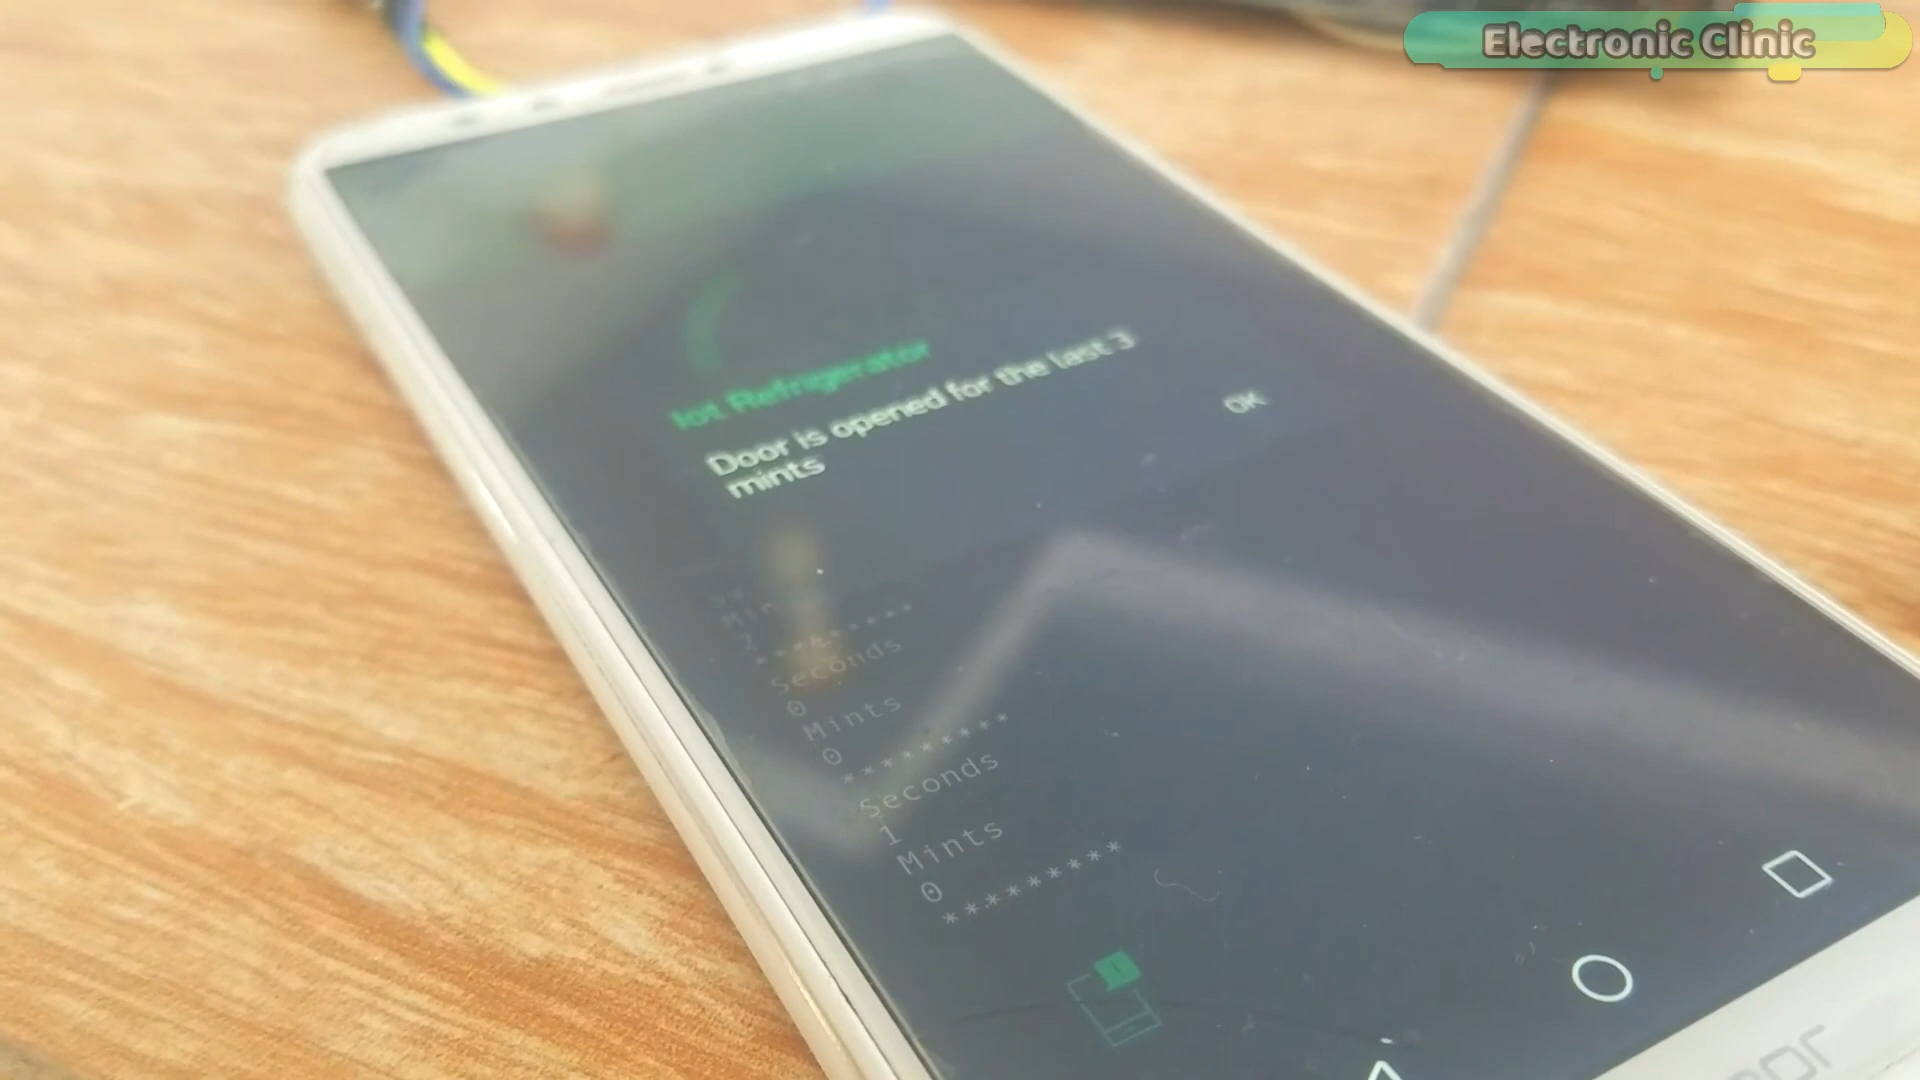 Electronic Clinic
Iot Refrigerator
Door is opened for the last 3
mints
OK
2
*********
Seconds
0
Mints
0
*********
Seconds
1
Mints
0
*********